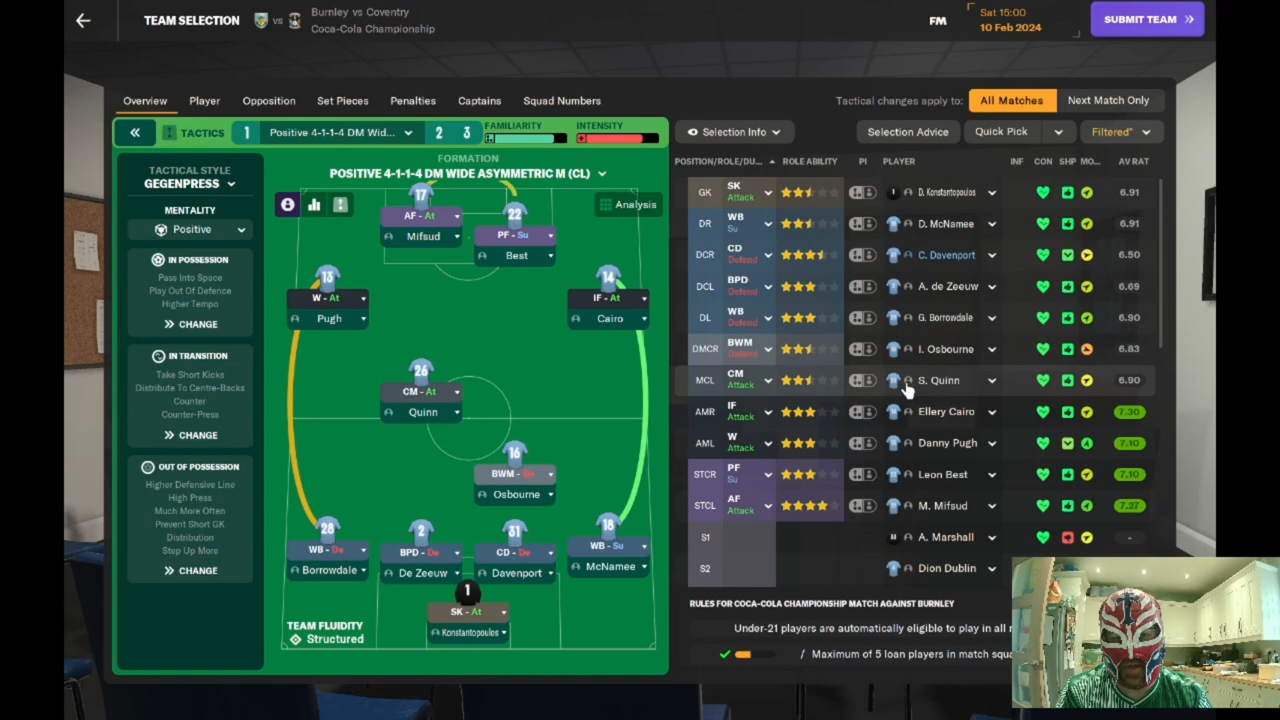 TEAM SELECTION
vs
Burnley vs Coventry
Coca-Cola Championship
FM
Sat 15:00
10 Feb 2024
SUBMIT TEAM
Overview
Player
Opposition
Set Pieces
Penalties
Captains
Squad Numbers
Tactical changes apply to:
All Matches
Next Match Only
TACTICS
1
Positive 4-1-1-4 DM Wid...
2
3
FAMILIARITY
INTENSITY
Selection Info
Selection Advice
Quick Pick
Filtered*
TACTICAL STYLE
GEGENPRESS
MENTALITY
Positive
IN POSSESSION
Pass Into Space
Play Out Of Defence
Higher Tempo
CHANGE
IN TRANSITION
Take Short Kicks
Distribute To Centre-Backs
Counter
Counter-Press
CHANGE
OUT OF POSSESSION
Higher Defensive Line
High Press
Much More Often
Prevent Short GK
Distribution
Step Up More
CHANGE
FORMATION
POSITIVE 4-1-1-4 DM WIDE ASYMMETRIC M (CL)
Analysis
17
AF - At
Mifsud
22
PF - Su
Best
13
W - At
Pugh
14
IF - At
Cairo
26
CM - At
Quinn
16
BWM - De
Osbourne
28
WB - De
Borrowdale
2
BPD - De
De Zeeuw
31
CD - De
Davenport
18
WB - Su
McNamee
1
SK - At
Konstantopoulos
TEAM FLUIDITY
Structured
POSITION/ROLE/DU... ROLE ABILITY PI PLAYER INF CON SHP MO... AV RAT
GK SK Attack D. Konstantopoulos 6.91
DR WB Su D. McNamee 6.91
DCR CD Defend C. Davenport 6.50
DCL BPD Defend A. de Zeeuw 6.69
DL WB Defend G. Borrowdale 6.90
DMCR BWM Defend I. Osbourne 6.83
MCL CM Attack S. Quinn 6.90
AMR IF Attack Ellery Cairo 7.30
AML W Attack Danny Pugh 7.10
STCR PF Su Leon Best 7.10
STCL AF Attack M. Mifsud 7.27
S1 A. Marshall -
S2 Dion Dublin
RULES FOR COCA-COLA CHAMPIONSHIP MATCH AGAINST BURNLEY
Under-21 players are automatically eligible to play in all
/ Maximum of 5 loan players in match squa